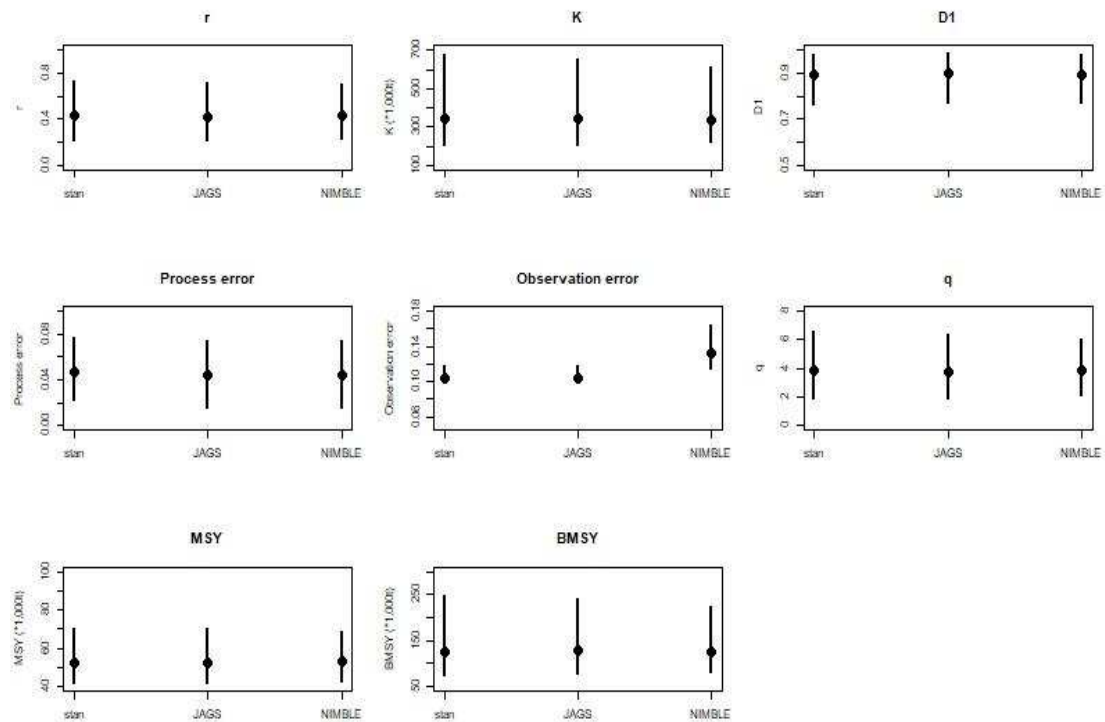 r
r
0.0 0.4 0.8
stan JAGS NIMBLE
K
K (*1,000t)
100 300 500 700
stan JAGS NIMBLE
D1
D1
0.5 0.7 0.9
stan JAGS NIMBLE
Process error
Process error
0.00 0.04 0.08
stan JAGS NIMBLE
Observation error
Observation error
0.06 0.10 0.14 0.18
stan JAGS NIMBLE
q
q
0 2 4 6 8
stan JAGS NIMBLE
MSY
MSY (*1,000t)
40 60 80 100
stan JAGS NIMBLE
BMSY
BMSY (*1,000t)
50 150 250
stan JAGS NIMBLE